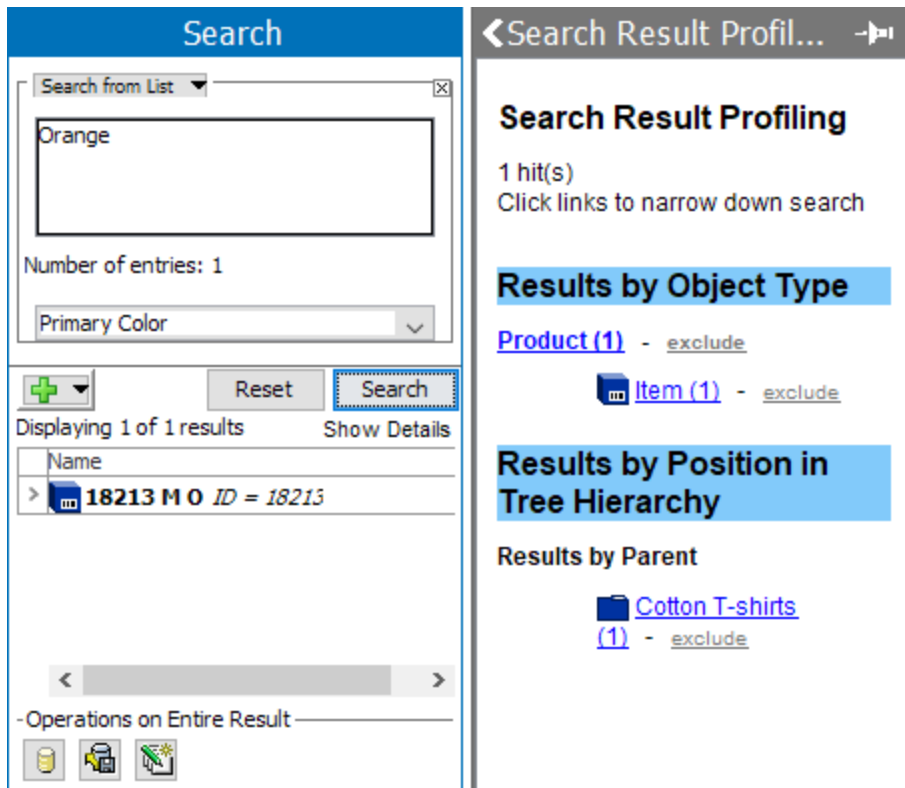 Search
Search from List
Orange
Number of entries: 1
Primary Color
Reset Search
Displaying 1 of 1 results Show Details
Name
18213 M O ID = 18213
Operations on Entire Result
Search Result Profil...
Search Result Profiling
1 hit(s)
Click links to narrow down search
Results by Object Type
Product (1) - exclude
Item (1) - exclude
Results by Position in
Tree Hierarchy
Results by Parent
Cotton T-shirts
(1) - exclude